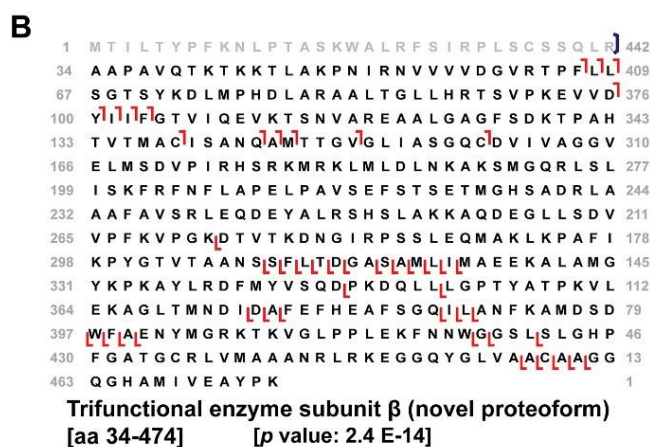 B
1 M T I L T Y P F K N L P T A S K W A L R F S I R P L S C S S Q L R 442
34 A A P A V Q T K T K K T L A K P N I R N V V V V D G V R T P F L L 409
67 S G T S Y K D L M P H D L A R A A L T G L L H R T S V P K E V V D 376
100 Y I I F G T V I Q E V K T S N V A R E A A L G A G F S D K T P A H 343
133 T V T M A C I S A N Q A M T T G V G L I A S G Q C D V I V A G G V 310
166 E L M S D V P I R H S R K M R K L M L D L N K A K S M G Q R L S L 277
199 I S K F R F N F L A P E L P A V S E F S T S E T M G H S A D R L A 244
232 A A F A V S R L E Q D E Y A L R S H S L A K K A Q D E G L L S D V 211
265 V P F K V P G K D T V T K D N G I R P S S L E Q M A K L K P A F I 178
298 K P Y G T V T A A N S S F L T D G A S A M L I M A E E K A L A M G 145
331 Y K P K A Y L R D F M Y V S Q D P K D Q L L L G P T Y A T P K V L 112
364 E K A G L T M N D I D A F E F H E A F S G Q I L A N F K A M D S D 79
397 W F A E N Y M G R K T K V G L P P L E K F N N W G G S L S L G H P 46
430 F G A T G C R L V M A A A N R L R K E G G Q Y G L V A A C A A G G 13
463 Q G H A M I V E A Y P K 1
Trifunctional enzyme subunit β (novel proteoform)
[aa 34-474] [p value: 2.4 E-14]